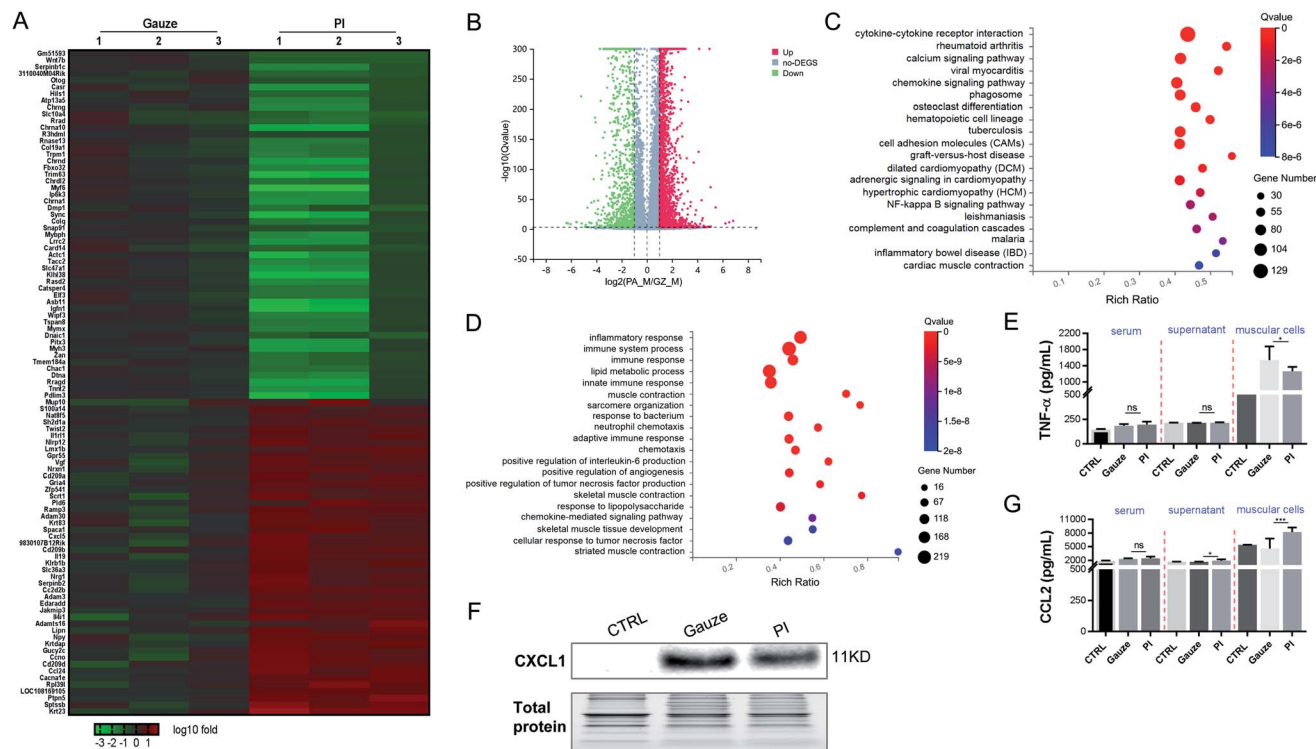 A
Gauze
PI
1
2
3
1
2
3
Gm51593
Wnt7b
Serpinb1c
3110040M04Rik
Otog
Casr
Hils1
Atp13a5
Chrng
Slc10a4
Rrad
Chrna10
R3hdml
Rnase13
Col19a1
Trpm1
Chrnd
Fbxo32
Trim63
Chrdl2
Myf6
Ip6k3
Chrna1
Dmp1
Sync
Colq
Snap91
Mybph
Lrrc2
Card14
Actc1
Tacc2
Slc47a1
Klhl38
Rasd2
Catsper4
Elf3
Asb11
Igfn1
Wipf3
Tspan8
Mymx
Dnaic1
Pitx3
Myh3
Zan
Tmem184a
Chac1
Dtna
Rragd
Tnnt2
Pdlim3
Mup10
S100a14
Nat8f5
Sh2d1a
Twist2
Il1rl1
Nlrp12
Lmx1b
Gpr55
Vgf
Nrxn1
Cd209a
Gria4
Zfp541
Scrt1
Pld6
Ramp3
Adam30
Krt83
Spaca1
Cxcl5
9830107B12Rik
Cd209b
Il19
Klrb1b
Slc36a3
Nrg1
Serpinb2
Cc2d2b
Adam3
Edaradd
Jakmip3
Adamts16
Lipn
Npy
Krtdap
Gucy2c
Ccno
Cd209d
Ccl24
Cacna1e
Rpl39l
LOC108169105
Ptpn5
Sptssb
Krt23
-3 -2 -1 0 1
log10 fold
B
-log10(Qvalue)
300
250
200
150
100
50
0
-50
-8 -6 -4 -2 0 2 4 6 8
log2(PA_M/GZ_M)
Up
no-DEGS
Down
C
cytokine-cytokine receptor interaction
rheumatoid arthritis
calcium signaling pathway
viral myocarditis
chemokine signaling pathway
phagosome
osteoclast differentiation
hematopoietic cell lineage
tuberculosis
cell adhesion molecules (CAMs)
graft-versus-host disease
dilated cardiomyopathy (DCM)
adrenergic signaling in cardiomyopathy
hypertrophic cardiomyopathy (HCM)
NF-kappa B signaling pathway
leishmaniasis
complement and coagulation cascades
malaria
inflammatory bowel disease (IBD)
cardiac muscle contraction
0.1 0.2 0.3 0.4 0.5
Rich Ratio
Qvalue
0
2e-6
4e-6
6e-6
8e-6
Gene Number
30
55
80
104
129
D
inflammatory response
immune system process
immune response
lipid metabolic process
innate immune response
muscle contraction
sarcomere organization
response to bacterium
neutrophil chemotaxis
adaptive immune response
chemotaxis
positive regulation of interleukin-6 production
positive regulation of angiogenesis
positive regulation of tumor necrosis factor production
skeletal muscle contraction
response to lipopolysaccharide
chemokine-mediated signaling pathway
skeletal muscle tissue development
cellular response to tumor necrosis factor
striated muscle contraction
0.2 0.4 0.6 0.8
Rich Ratio
Qvalue
0
5e-9
1e-8
1.5e-8
2e-8
Gene Number
16
67
118
168
219
E
serum
supernatant
muscular cells
TNF-α (pg/mL)
2200
1800
1400
1000
500
250
0
ns
ns
*
CTRL
Gauze
PI
CTRL
Gauze
PI
CTRL
Gauze
PI
F
CTRL
Gauze
PI
CXCL1
11KD
Total
protein
G
serum
supernatant
muscular cells
CCL2 (pg/mL)
11000
8000
5000
2000
500
250
0
ns
*
***
CTRL
Gauze
PI
CTRL
Gauze
PI
CTRL
Gauze
PI